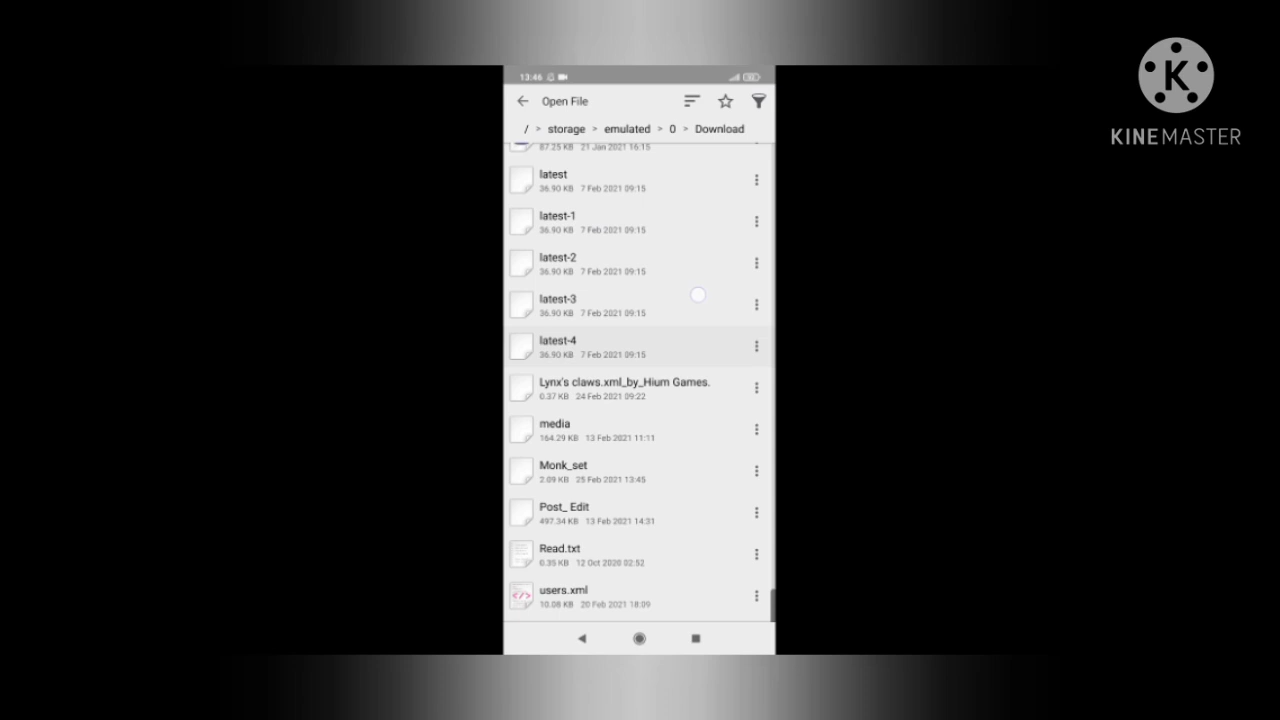 13:46
Open File
/ > storage > emulated > 0 > Download
87.25 KB 21 Jan 2021 16:15
latest
36.90 KB 7 Feb 2021 09:15
latest-1
36.90 KB 7 Feb 2021 09:15
latest-2
36.90 KB 7 Feb 2021 09:15
latest-3
36.90 KB 7 Feb 2021 09:15
latest-4
36.90 KB 7 Feb 2021 09:15
Lynx's claws.xml_by_Hium Games.
0.37 KB 24 Feb 2021 09:22
media
164.29 KB 13 Feb 2021 11:11
Monk_set
2.09 KB 25 Feb 2021 13:45
Post_ Edit
497.34 KB 13 Feb 2021 14:31
Read.txt
0.35 KB 12 Oct 2020 02:52
users.xml
10.08 KB 20 Feb 2021 18:09
K
KINEMASTER